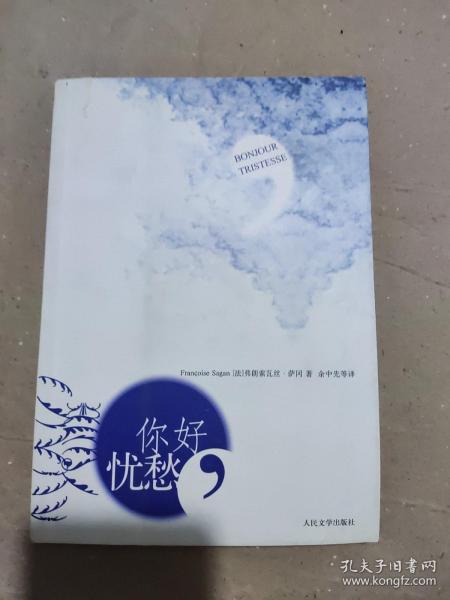 BONJOUR
TRISTESSE
Françoise Sagan [法]弗朗索瓦丝·萨冈 著 余中先等译
你好
忧愁
，
人民文学出版社
孔夫子旧书网
www.kongfz.com